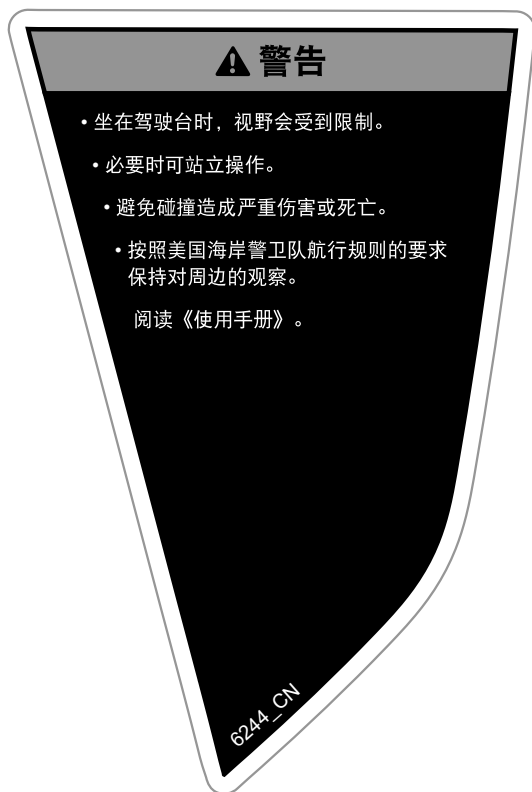 ⚠ 警告
• 坐在驾驶台时，视野会受到限制。
• 必要时可站立操作。
• 避免碰撞造成严重伤害或死亡。
• 按照美国海岸警卫队航行规则的要求
保持对周边的观察。
阅读《使用手册》。
6244_CN